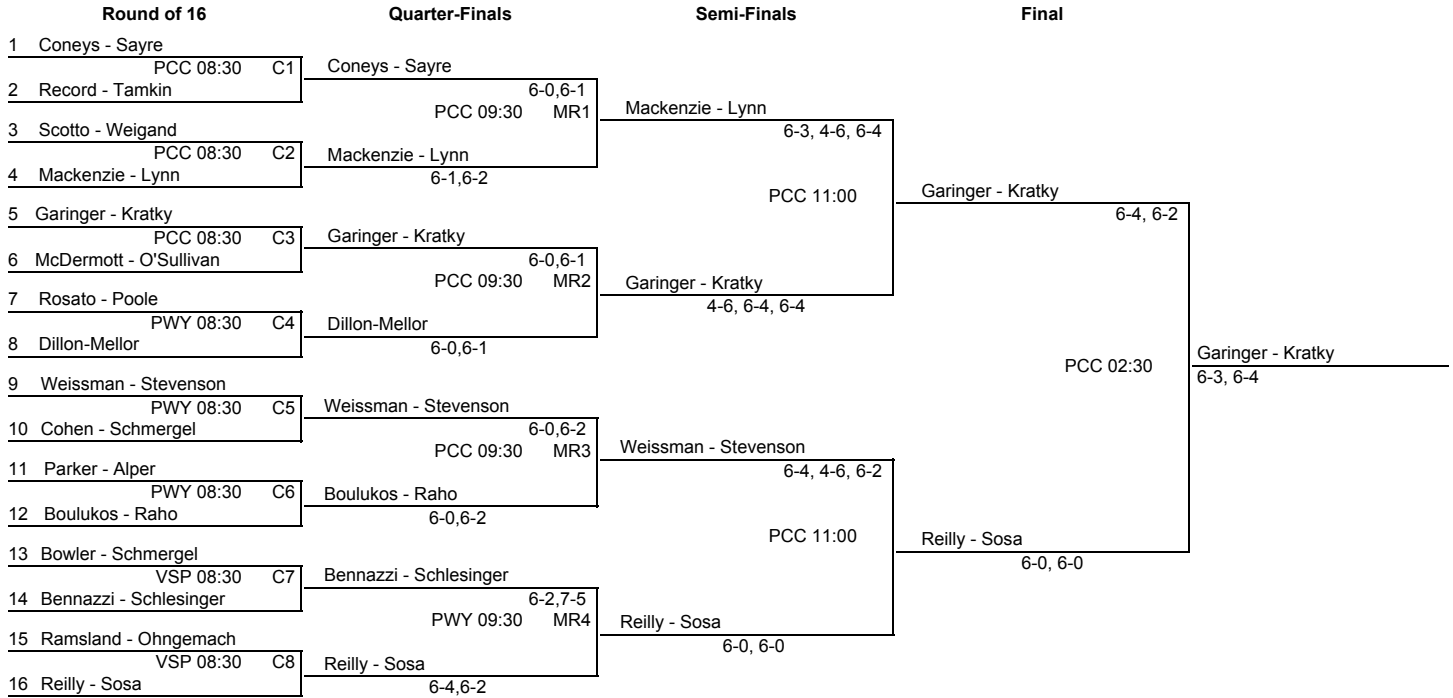 Round of 16 Quarter-Finals Semi-Finals Final
1 Coneys - Sayre
PCC 08:30 C1
2 Record - Tamkin
3 Scotto - Weigand
PCC 08:30 C2
4 Mackenzie - Lynn
5 Garinger - Kratky
PCC 08:30 C3
6 McDermott - O'Sullivan
7 Rosato - Poole
PWY 08:30 C4
8 Dillon-Mellor
9 Weissman - Stevenson
PWY 08:30 C5
10 Cohen - Schmergel
11 Parker - Alper
PWY 08:30 C6
12 Boulukos - Raho
13 Bowler - Schmergel
VSP 08:30 C7
14 Bennazzi - Schlesinger
15 Ramsland - Ohngemach
VSP 08:30 C8
16 Reilly - Sosa
Coneys - Sayre
6-0,6-1
PCC 09:30 MR1
Mackenzie - Lynn
6-1,6-2
Garinger - Kratky
6-0,6-1
PCC 09:30 MR2
Dillon-Mellor
6-0,6-1
Weissman - Stevenson
6-0,6-2
PCC 09:30 MR3
Boulukos - Raho
6-0,6-2
Bennazzi - Schlesinger
6-2,7-5
PWY 09:30 MR4
Reilly - Sosa
6-4,6-2
Mackenzie - Lynn
6-3, 4-6, 6-4
PCC 11:00
Garinger - Kratky
4-6, 6-4, 6-4
Weissman - Stevenson
6-4, 4-6, 6-2
PCC 11:00
Reilly - Sosa
6-0, 6-0
Garinger - Kratky
6-4, 6-2
PCC 02:30
Reilly - Sosa
6-0, 6-0
Garinger - Kratky
6-3, 6-4